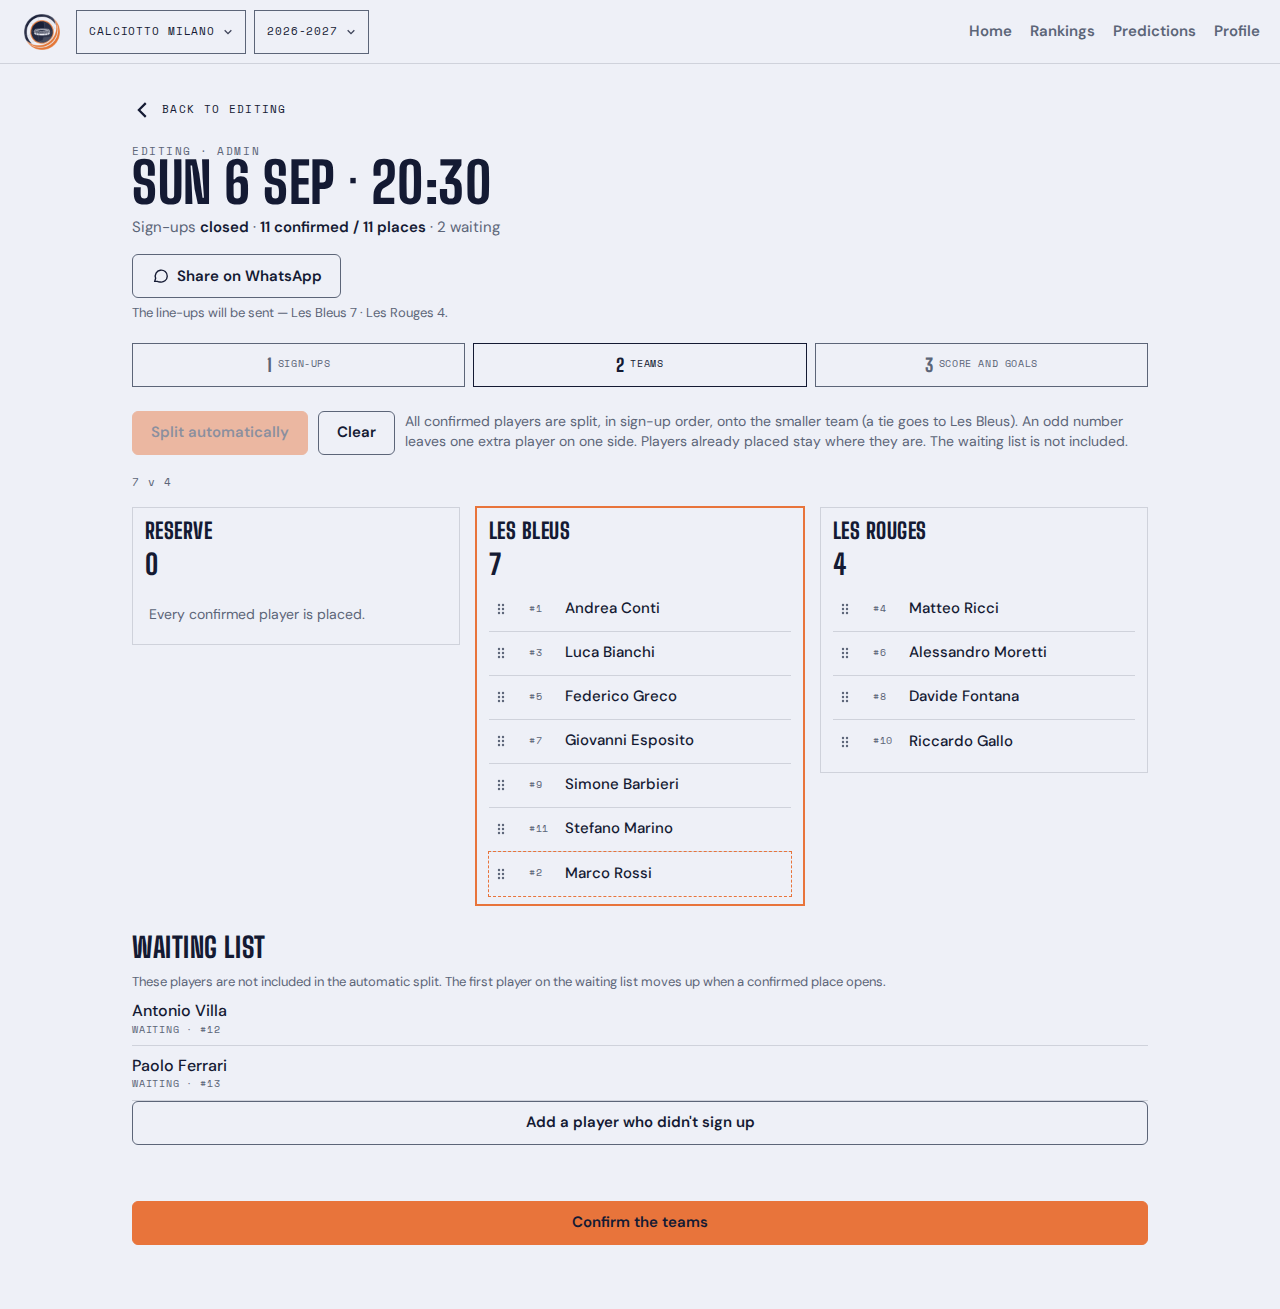 CALCIOTTO MILANO
2026-2027
Home
Rankings
Predictions
Profile
BACK TO EDITING
EDITING · ADMIN
SUN 6 SEP · 20:30
Sign-ups closed · 11 confirmed / 11 places · 2 waiting
Share on WhatsApp
The line-ups will be sent — Les Bleus 7 · Les Rouges 4.
1 SIGN-UPS
2 TEAMS
3 SCORE AND GOALS
Split automatically
Clear
All confirmed players are split, in sign-up order, onto the smaller team (a tie goes to Les Bleus). An odd number
leaves one extra player on one side. Players already placed stay where they are. The waiting list is not included.
7 v 4
RESERVE
0
Every confirmed player is placed.
LES BLEUS
7
#1 Andrea Conti
#3 Luca Bianchi
#5 Federico Greco
#7 Giovanni Esposito
#9 Simone Barbieri
#11 Stefano Marino
#2 Marco Rossi
LES ROUGES
4
#4 Matteo Ricci
#6 Alessandro Moretti
#8 Davide Fontana
#10 Riccardo Gallo
WAITING LIST
These players are not included in the automatic split. The first player on the waiting list moves up when a confirmed place opens.
Antonio Villa
WAITING · #12
Paolo Ferrari
WAITING · #13
Add a player who didn't sign up
Confirm the teams